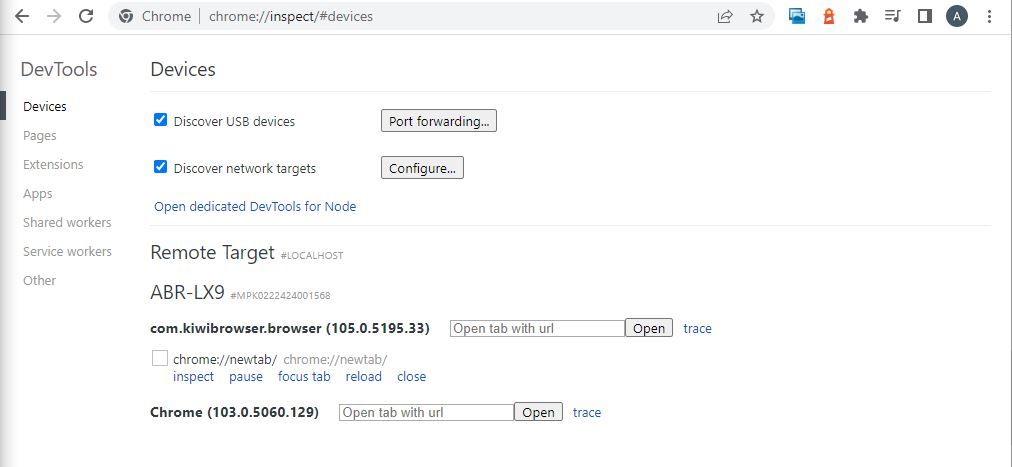 Chrome chrome://inspect/#devices A
DevTools
Devices
Pages
Extensions
Apps
Shared workers
Service workers
Other
Devices
Discover USB devices Port forwarding...
Discover network targets Configure...
Open dedicated DevTools for Node
Remote Target #LOCALHOST
ABR-LX9 #MPK0222424001568
com.kiwibrowser.browser (105.0.5195.33) Open tab with url Open trace
chrome://newtab/ chrome://newtab/
inspect pause focus tab reload close
Chrome (103.0.5060.129) Open tab with url Open trace